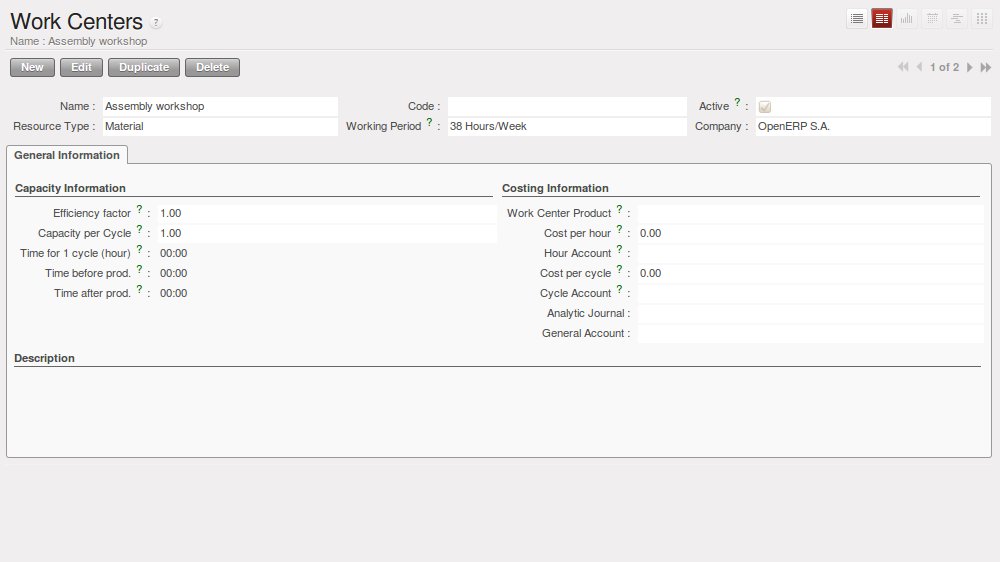 Work Centers ?
Name : Assembly workshop
New Edit Duplicate Delete 1 of 2
Name : Assembly workshop Code : Active ? :
Resource Type : Material Working Period ? : 38 Hours/Week Company : OpenERP S.A.
General Information
Capacity Information
Efficiency factor ? : 1.00
Capacity per Cycle ? : 1.00
Time for 1 cycle (hour) ? : 00:00
Time before prod. ? : 00:00
Time after prod. ? : 00:00
Costing Information
Work Center Product ? :
Cost per hour ? : 0.00
Hour Account ? :
Cost per cycle ? : 0.00
Cycle Account ? :
Analytic Journal :
General Account :
Description